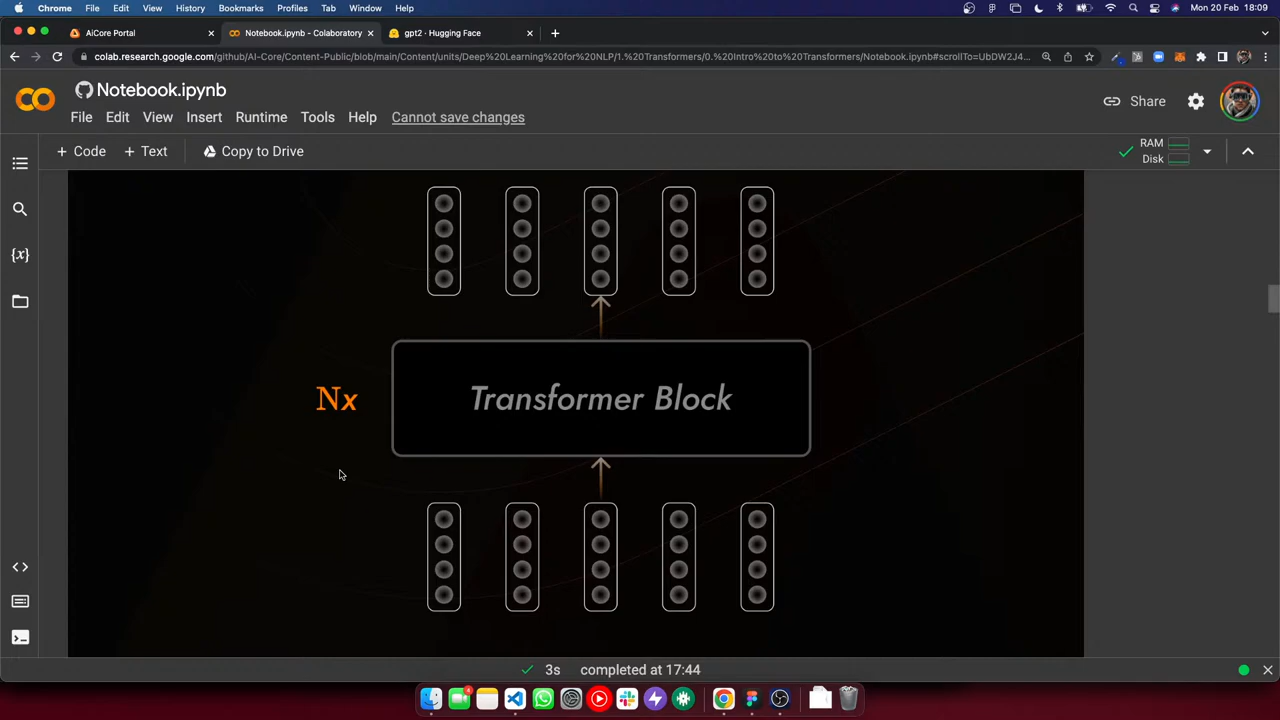 Chrome File Edit View History Bookmarks Profiles Tab Window Help Mon 20 Feb 18:09
AiCore Portal Notebook.ipynb - Colaboratory gpt2 · Hugging Face
colab.research.google.com/github/AI-Core/Content-Public/blob/main/Content/units/Deep%20Learning%20for%20NLP/1.%20Transformers/0.%20Intro%20to%20Transformers/Notebook.ipynb#scrollTo=UbDW2J4...
Notebook.ipynb
Share
File Edit View Insert Runtime Tools Help Cannot save changes
+ Code + Text Copy to Drive
RAM
Disk
{x}
Nx Transformer Block
3s completed at 17:44
4